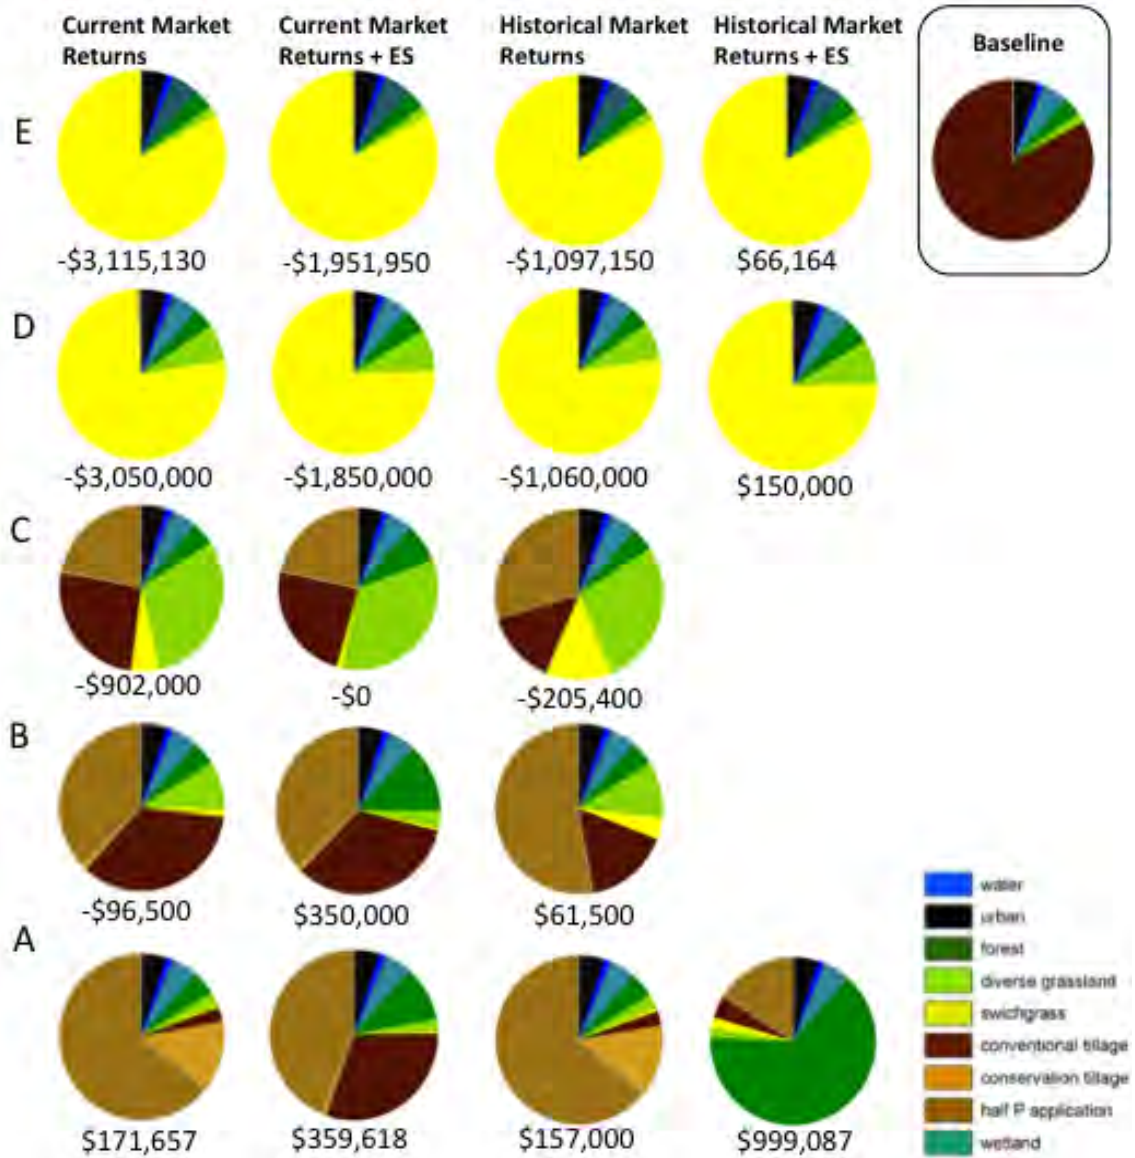 Current Market
Returns
Current Market
Returns + ES
Historical Market
Returns
Historical Market
Returns + ES
Baseline
E
-$3,115,130
-$1,951,950
-$1,097,150
$66,164
D
-$3,050,000
-$1,850,000
-$1,060,000
$150,000
C
-$902,000
-$0
-$205,400
B
-$96,500
$350,000
$61,500
A
$171,657
$359,618
$157,000
$999,087
water
urban
forest
diverse grassland
swichgrass
conventional tillage
conservation tillage
half P application
wetland